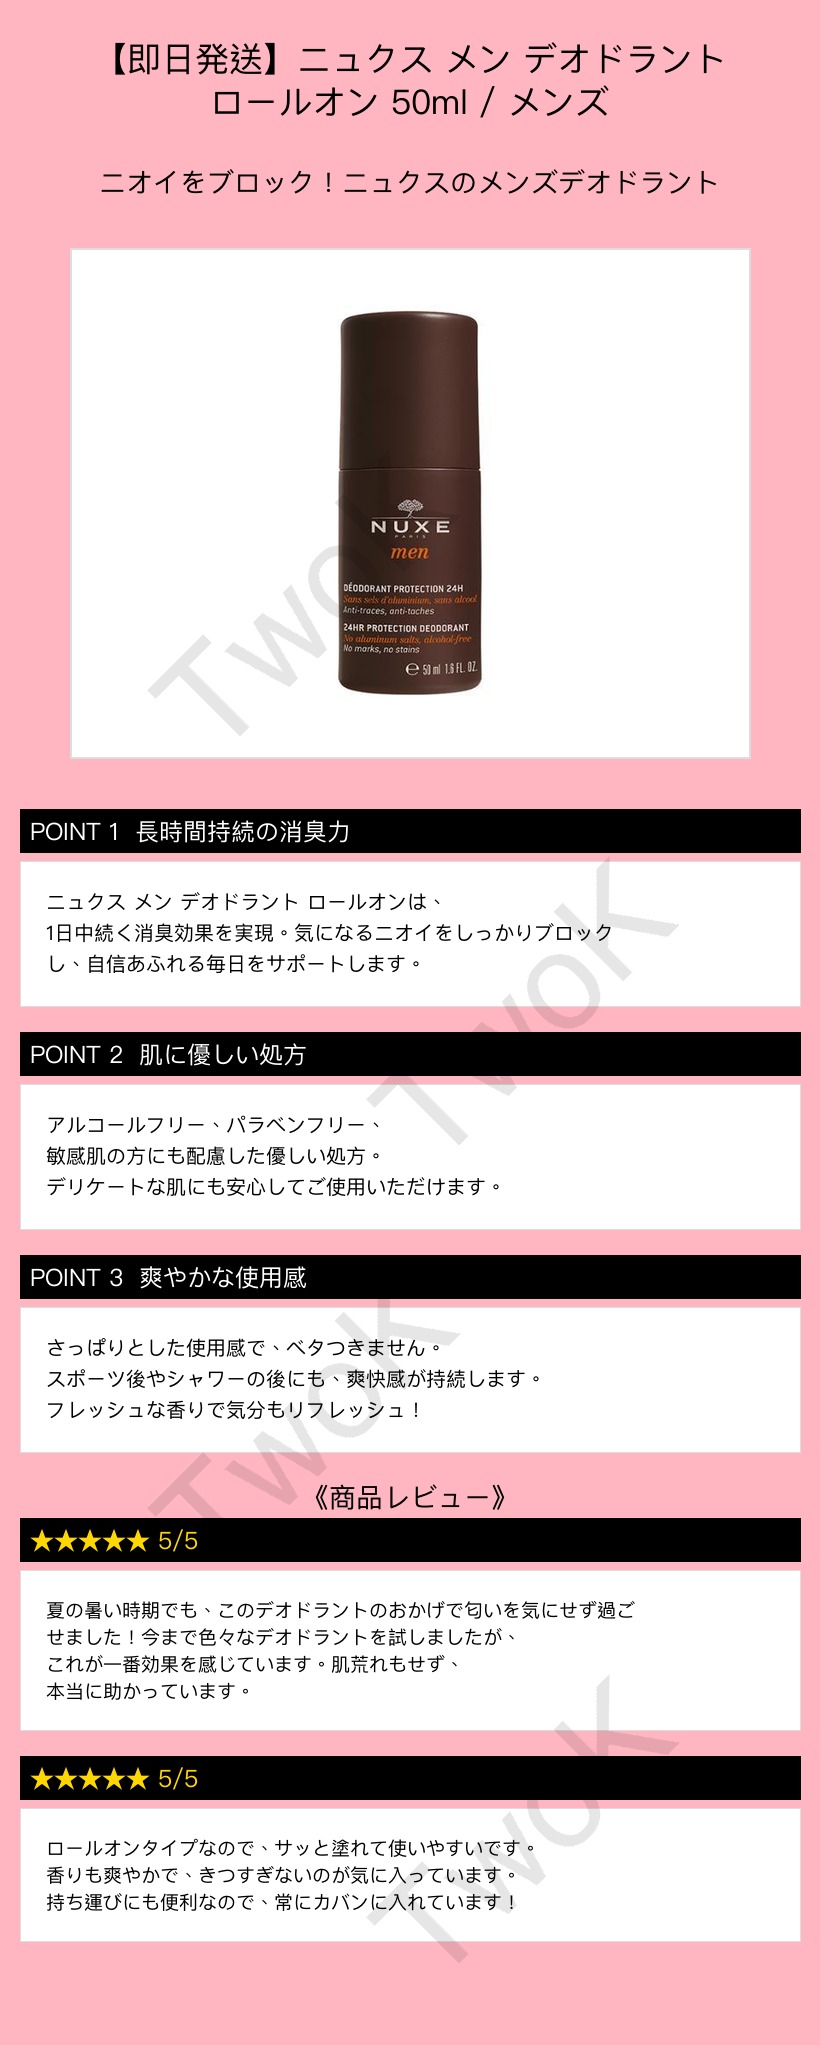 【即日発送】ニュクス メン デオドラント
ロールオン 50ml / メンズ
ニオイをブロック！ニュクスのメンズデオドラント
NUXE
PARIS
men
DÉODORANT PROTECTION 24H
Sans sels d'aluminium, sans alcool
Anti-traces, anti-taches
24HR PROTECTION DEODORANT
No aluminum salts, alcohol-free
No marks, no stains
℮ 50 ml 1.6 FL. OZ.
TwoK
POINT 1 長時間持続の消臭力
ニュクス メン デオドラント ロールオンは、
1日中続く消臭効果を実現。気になるニオイをしっかりブロック
し、自信あふれる毎日をサポートします。
TwoK
POINT 2 肌に優しい処方
アルコールフリー、パラベンフリー、
敏感肌の方にも配慮した優しい処方。
デリケートな肌にも安心してご使用いただけます。
POINT 3 爽やかな使用感
さっぱりとした使用感で、ベタつきません。
スポーツ後やシャワーの後にも、爽快感が持続します。
フレッシュな香りで気分もリフレッシュ！
TwoK
《商品レビュー》
★★★★★ 5/5
夏の暑い時期でも、このデオドラントのおかげで匂いを気にせず過ご
せました！今まで色々なデオドラントを試しましたが、
これが一番効果を感じています。肌荒れもせず、
本当に助かっています。
★★★★★ 5/5
ロールオンタイプなので、サッと塗れて使いやすいです。
香りも爽やかで、きつすぎないのが気に入っています。
持ち運びにも便利なので、常にカバンに入れています！
TwoK